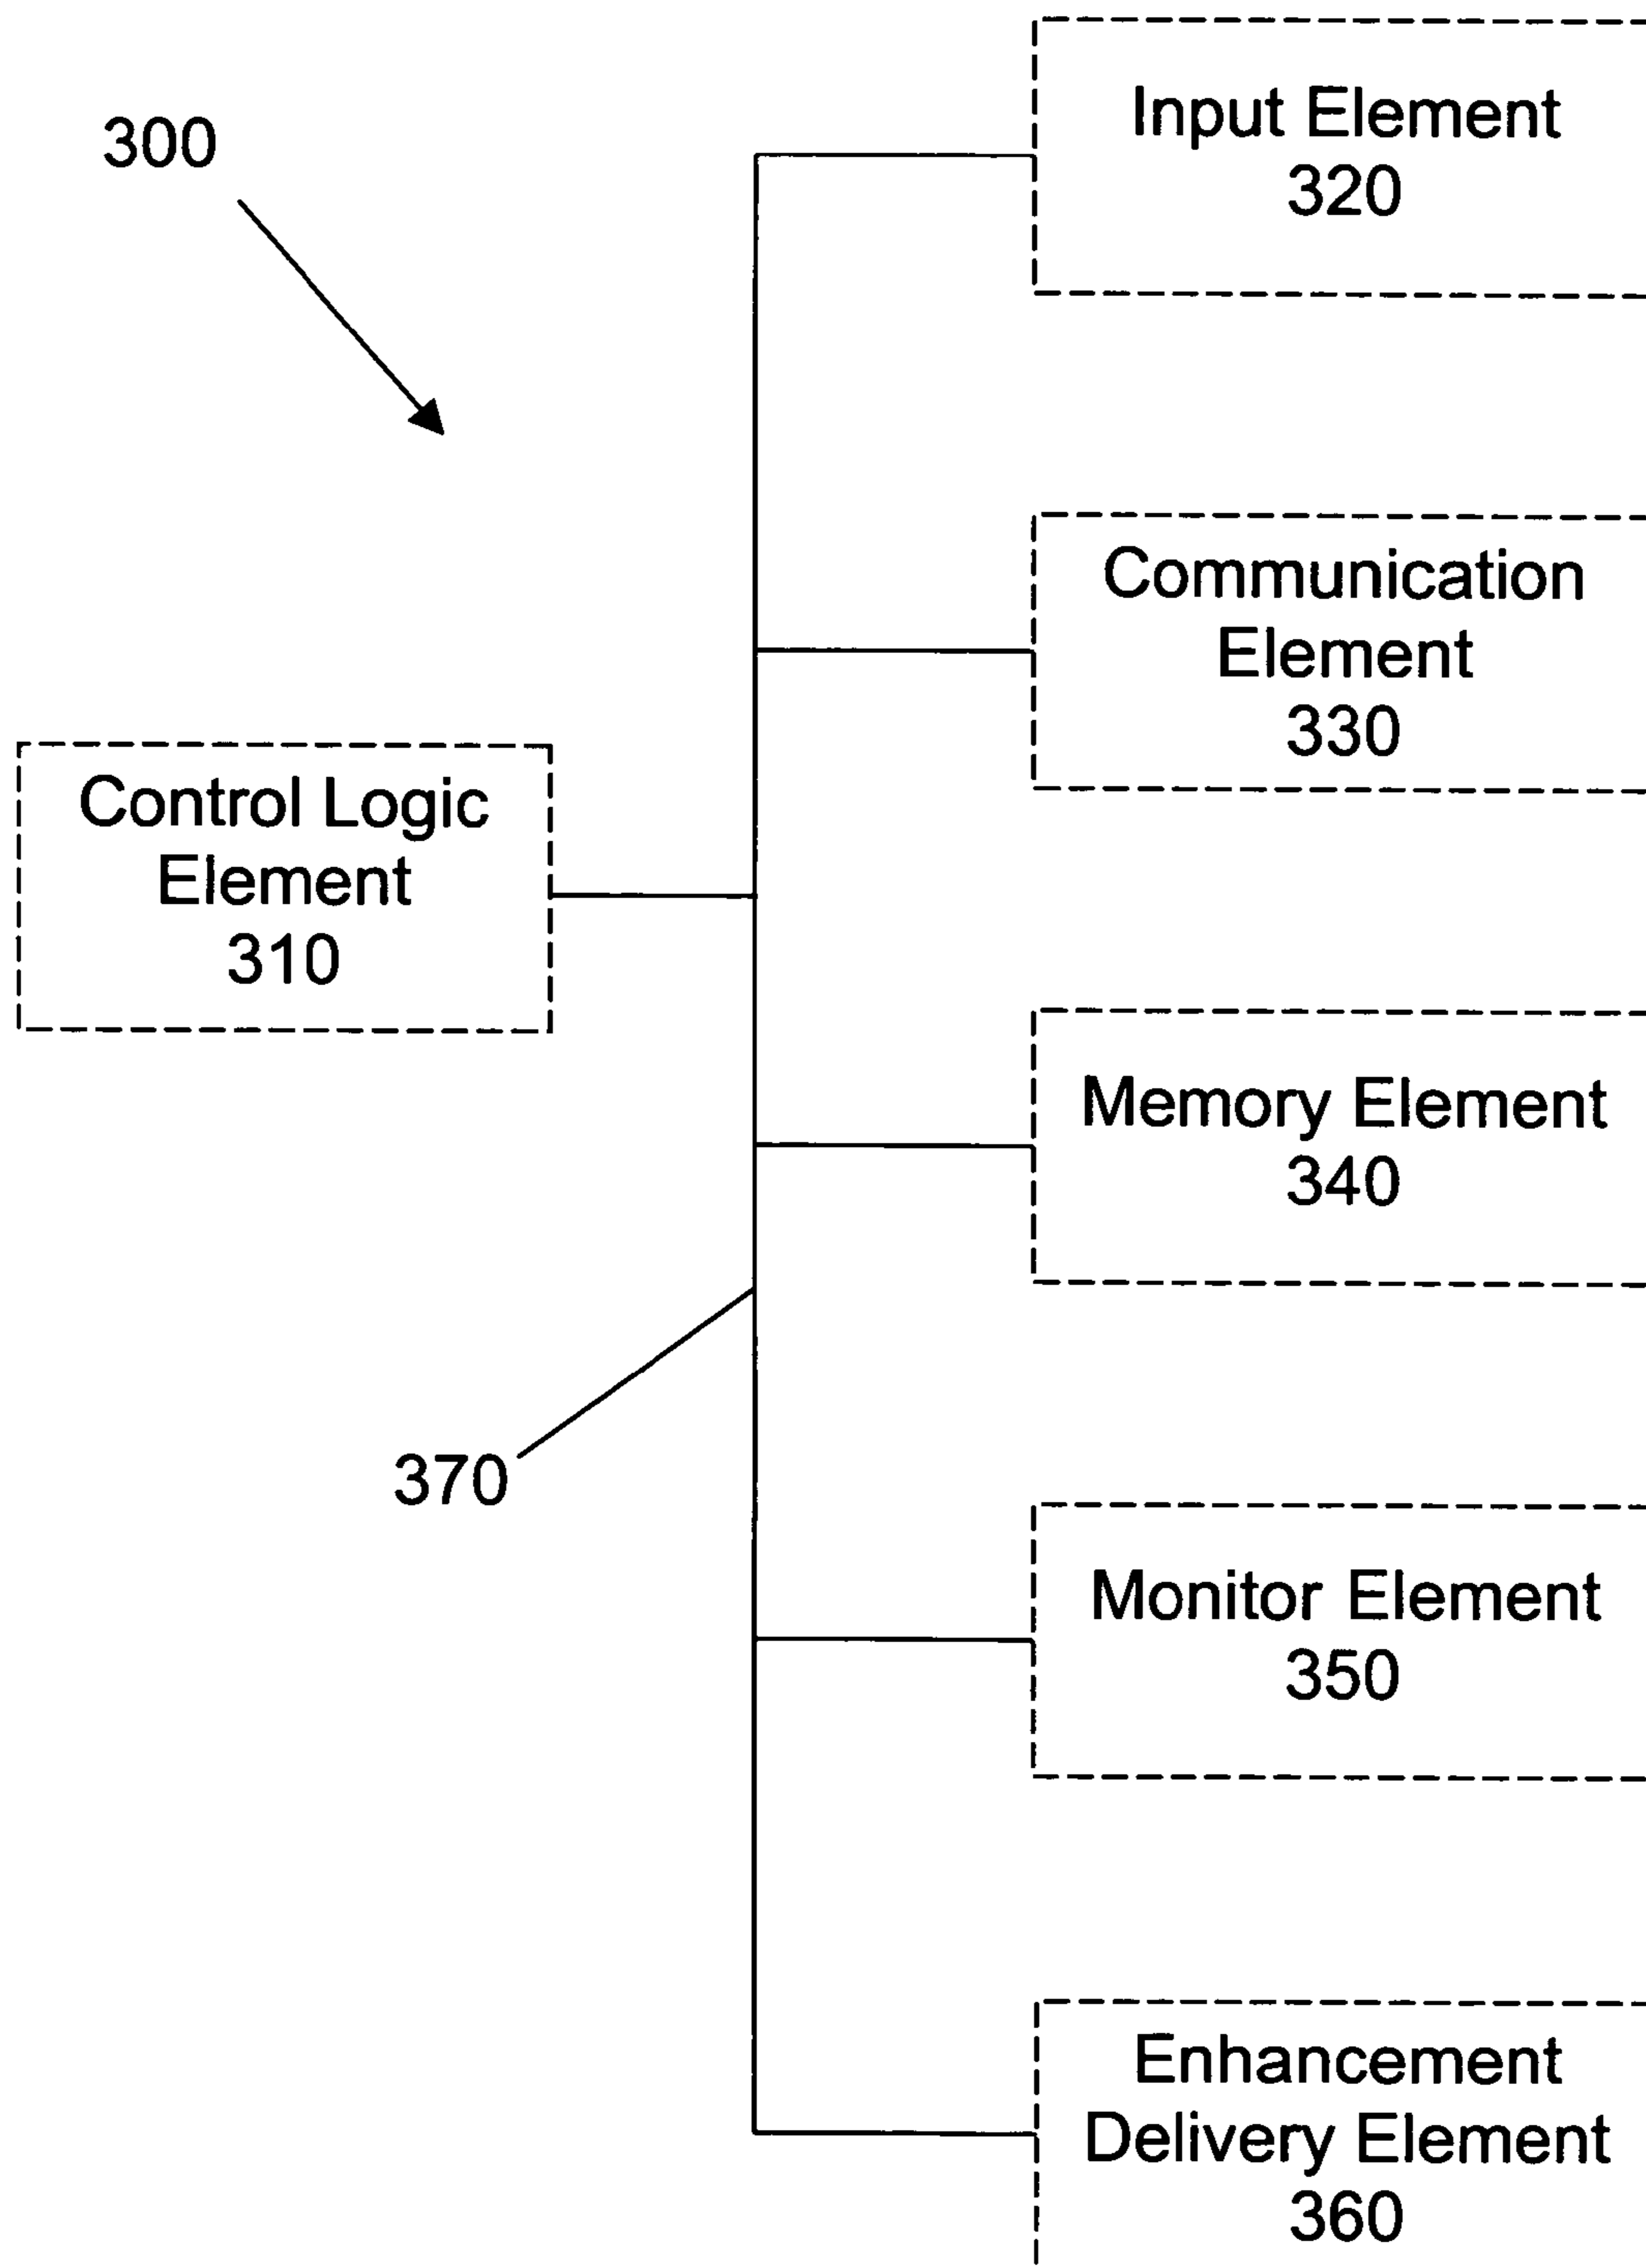 300
Input Element
320
Communication
Element
330
Control Logic
Element
310
Memory Element
340
370
Monitor Element
350
Enhancement
Delivery Element
360